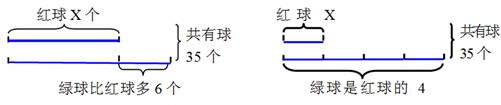 红球 X 个
共有球
35 个
绿球比红球多 6 个
红 球 X
共有球
35 个
绿球是红球的 4